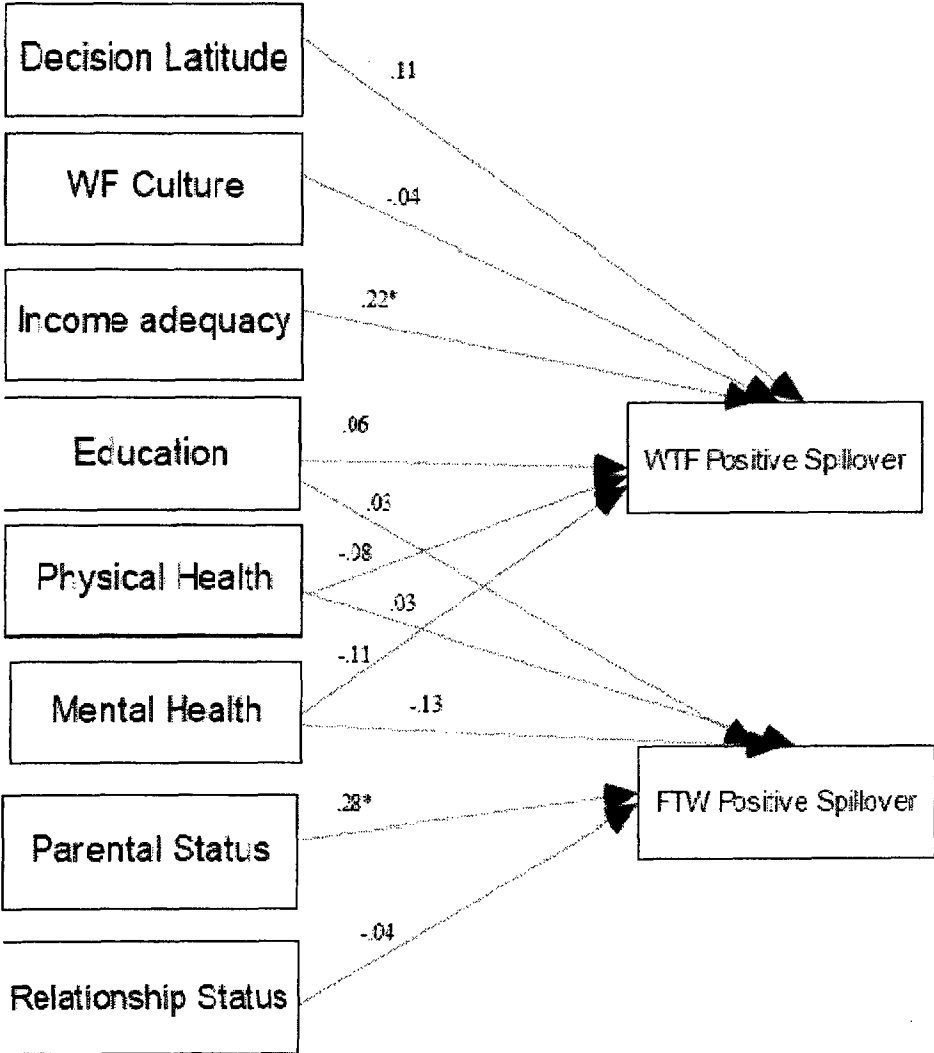 Decision Latitude
.11
WF Culture
-.04
Income adequacy
.22*
Education
.06
WTF Positive Spillover
.03
Physical Health
-.08
.03
Mental Health
-.11
-.13
Parental Status
.28*
FTW Positive Spillover
Relationship Status
-.04